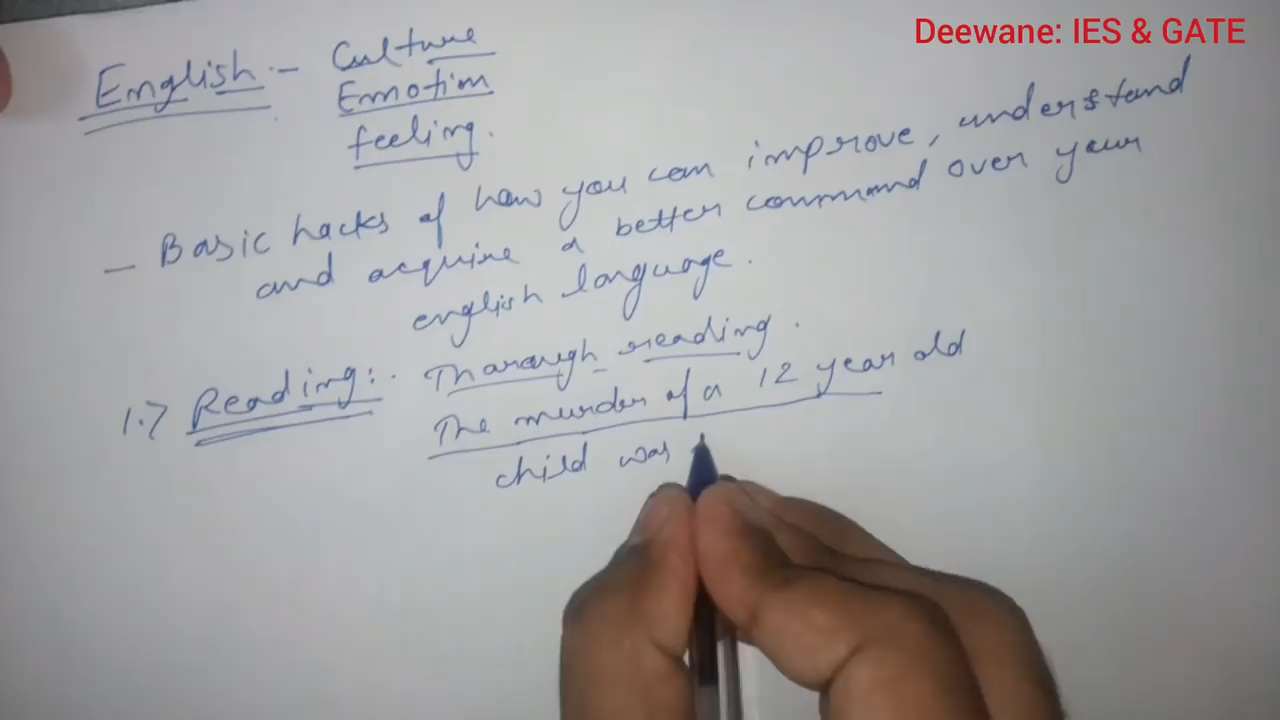 Deewane: IES & GATE
English :- Culture
Emotion
feeling.
- Basic hacks of how you can improve, understand
and acquire a better command over your
english language.
1.7 Reading:. Thorough reading.
The murder of a 12 year old
child was